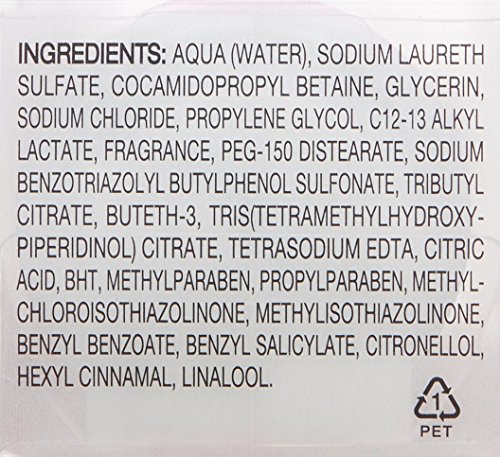 INGREDIENTS: AQUA (WATER), SODIUM LAURETH
SULFATE, COCAMIDOPROPYL BETAINE, GLYCERIN,
SODIUM CHLORIDE, PROPYLENE GLYCOL, C12-13 ALKYL
LACTATE, FRAGRANCE, PEG-150 DISTEARATE, SODIUM
BENZOTRIAZOLYL BUTYLPHENOL SULFONATE, TRIBUTYL
CITRATE, BUTETH-3, TRIS(TETRAMETHYLHYDROXY-
PIPERIDINOL) CITRATE, TETRASODIUM EDTA, CITRIC
ACID, BHT, METHYLPARABEN, PROPYLPARABEN, METHYL-
CHLOROISOTHIAZOLINONE, METHYLISOTHIAZOLINONE,
BENZYL BENZOATE, BENZYL SALICYLATE, CITRONELLOL,
HEXYL CINNAMAL, LINALOOL.
1
PET